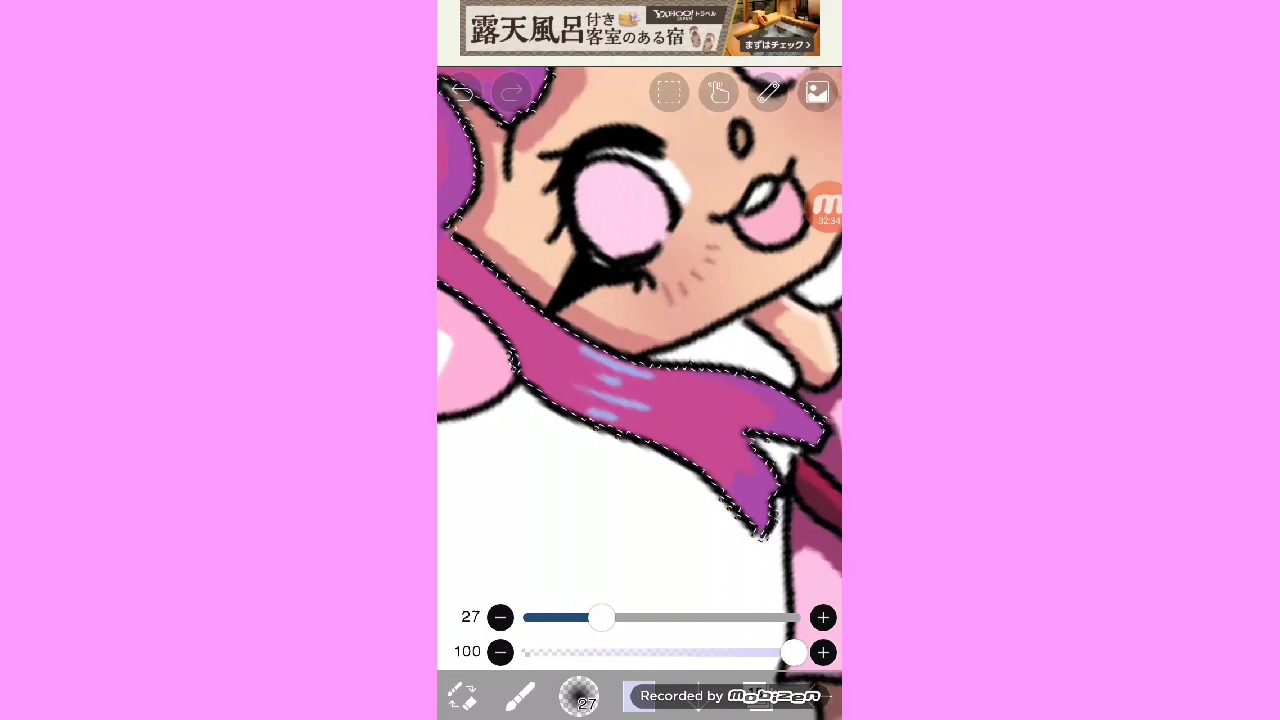 露天風呂付き客室のある宿
YAHOO! トラベル
JAPAN
まずはチェック >
32:34
27
100
27
Recorded by mobizen